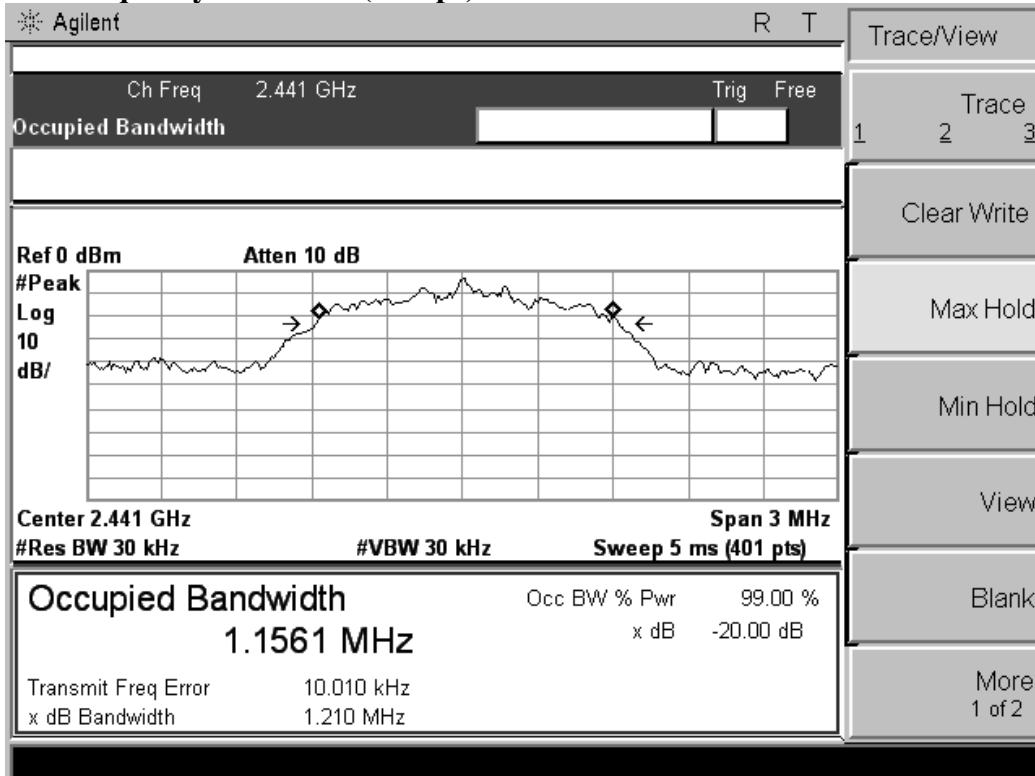 Agilent R T
Trace/View
Ch Freq 2.441 GHz Trig Free
Occupied Bandwidth
Trace
1 2 3
Clear Write
Ref 0 dBm Atten 10 dB
#Peak
Log
10
dB/
Max Hold
Min Hold
View
Center 2.441 GHz Span 3 MHz
#Res BW 30 kHz #VBW 30 kHz Sweep 5 ms (401 pts)
Occupied Bandwidth Occ BW % Pwr 99.00 %
1.1561 MHz x dB -20.00 dB
Blank
Transmit Freq Error 10.010 kHz
x dB Bandwidth 1.210 MHz
More
1 of 2